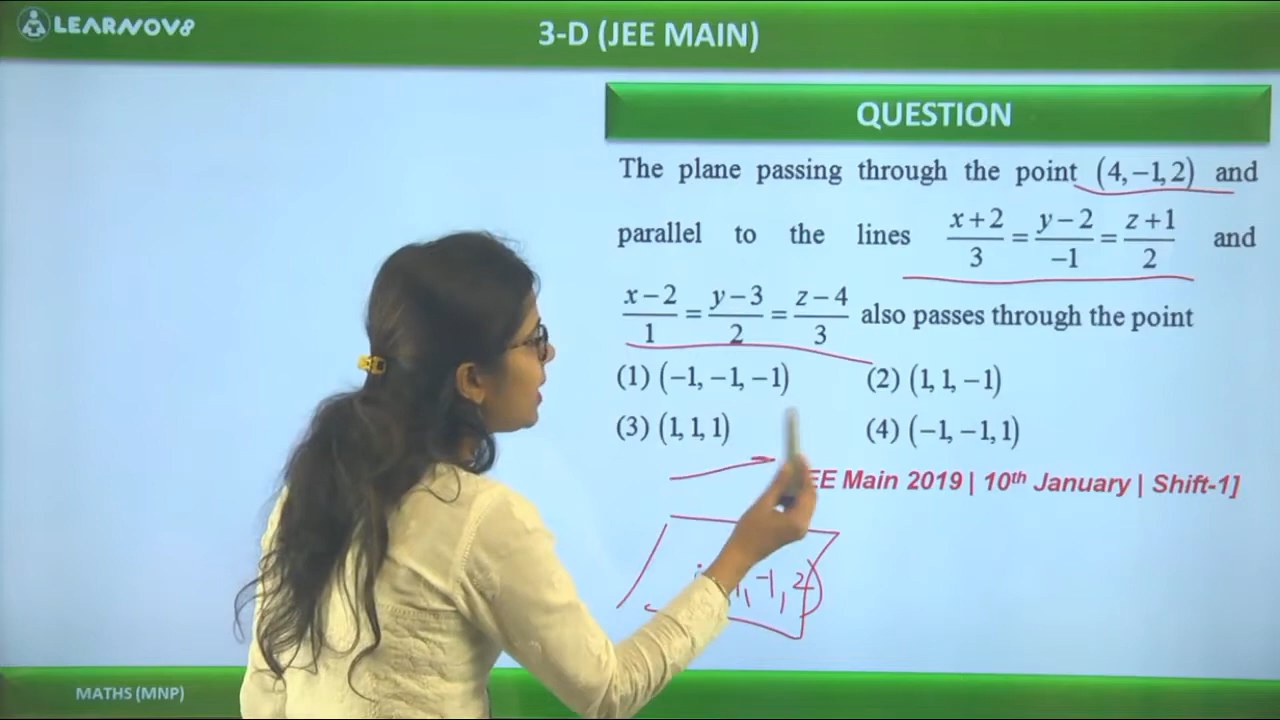 LEARNOV8
3-D (JEE MAIN)
QUESTION
The plane passing through the point (4, −1, 2) and
parallel to the lines (x+2)/3 = (y−2)/−1 = (z+1)/2 and
(x−2)/1 = (y−3)/2 = (z−4)/3 also passes through the point
(1) (−1, −1, −1) (2) (1, 1, −1)
(3) (1, 1, 1) (4) (−1, −1, 1)
EE Main 2019 | 10th January | Shift-1]
, -1, 2)
MATHS (MNP)